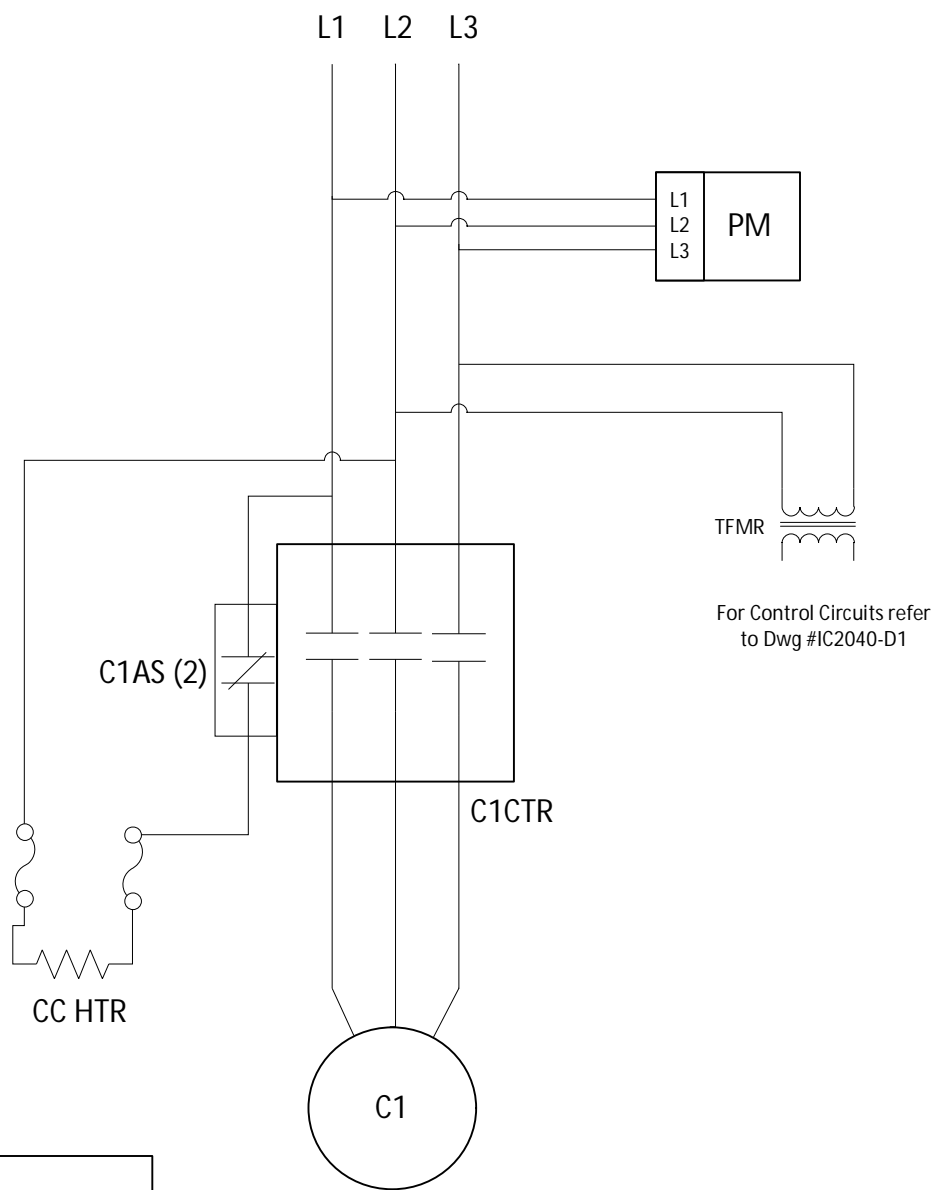 L1 L2 L3
L1
L2
L3
PM
TFMR
For Control Circuits refer
to Dwg #IC2040-D1
C1AS (2)
C1CTR
CC HTR
C1